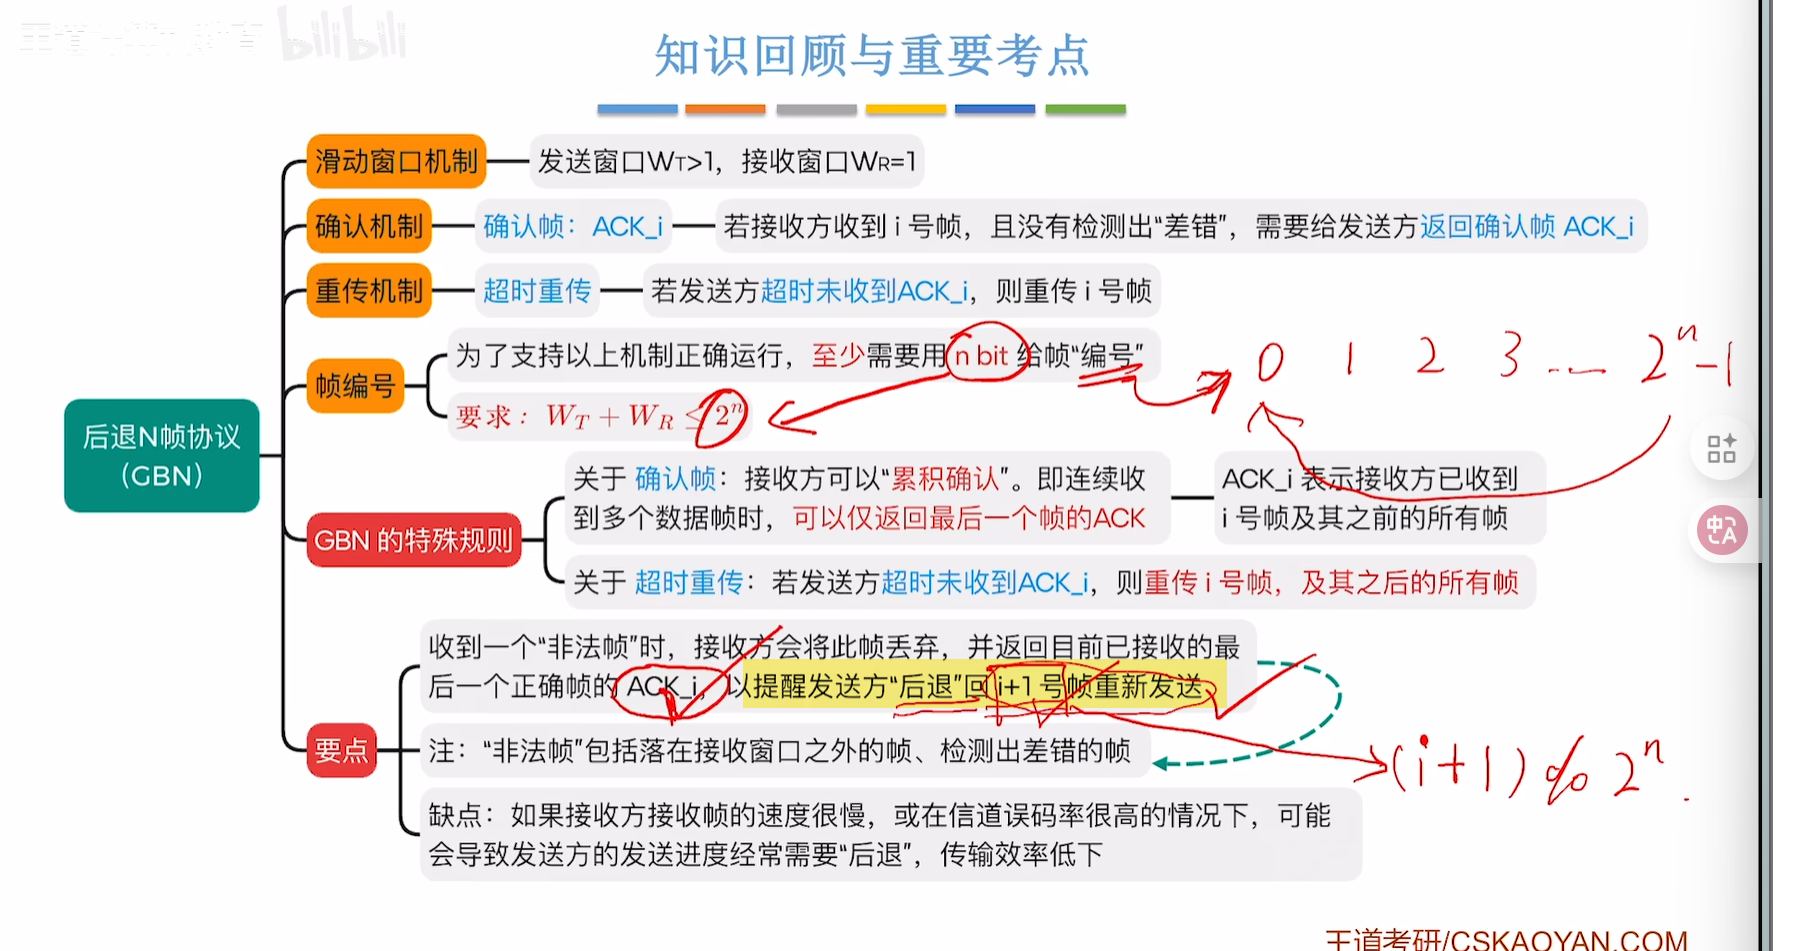 bilibili
知识回顾与重要考点
滑动窗口机制
发送窗口WT>1，接收窗口WR=1
确认机制
确认帧：ACK_i
若接收方收到 i 号帧，且没有检测出“差错”，需要给发送方返回确认帧 ACK_i
重传机制
超时重传
若发送方超时未收到ACK_i，则重传 i 号帧
帧编号
为了支持以上机制正确运行，至少需要用 n bit 给帧“编号”
0 1 2 3 ... 2^n-1
要求：W_T + W_R ≤ 2^n
后退N帧协议
（GBN）
GBN 的特殊规则
关于 确认帧：接收方可以“累积确认”。即连续收
到多个数据帧时，可以仅返回最后一个帧的ACK
ACK_i 表示接收方已收到
i 号帧及其之前的所有帧
关于 超时重传：若发送方超时未收到ACK_i，则重传 i 号帧，及其之后的所有帧
要点
收到一个“非法帧”时，接收方会将此帧丢弃，并返回目前已接收的最
后一个正确帧的 ACK_i，以提醒发送方“后退”回 i+1 号帧重新发送
注：“非法帧”包括落在接收窗口之外的帧、检测出差错的帧
(i+1) % 2^n.
缺点：如果接收方接收帧的速度很慢，或在信道误码率很高的情况下，可能
会导致发送方的发送进度经常需要“后退”，传输效率低下
中A
王道考研/CSKAOYAN.COM